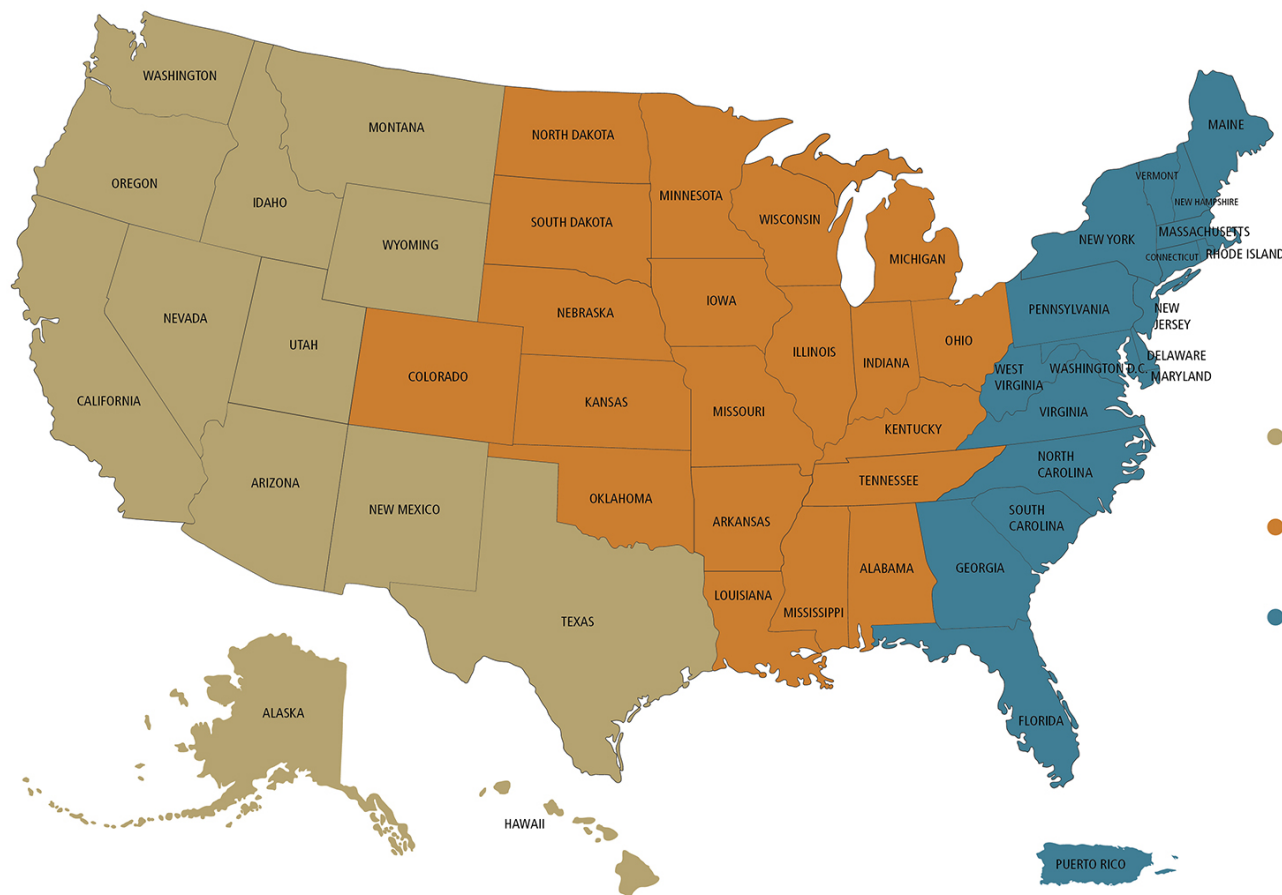 WASHINGTON
MONTANA
NORTH DAKOTA
MAINE
OREGON
IDAHO
MINNESOTA
VERMONT
NEW HAMPSHIRE
SOUTH DAKOTA
WISCONSIN
WYOMING
NEW YORK
MASSACHUSETTS
MICHIGAN
CONNECTICUT
RHODE ISLAND
IOWA
NEBRASKA
PENNSYLVANIA
NEW
JERSEY
NEVADA
UTAH
ILLINOIS
INDIANA
OHIO
DELAWARE
COLORADO
WEST
VIRGINIA
WASHINGTON D.C.
MARYLAND
CALIFORNIA
KANSAS
MISSOURI
VIRGINIA
KENTUCKY
NORTH
CAROLINA
ARIZONA
TENNESSEE
OKLAHOMA
NEW MEXICO
ARKANSAS
SOUTH
CAROLINA
ALABAMA
GEORGIA
LOUISIANA
MISSISSIPPI
TEXAS
ALASKA
FLORIDA
HAWAII
PUERTO RICO